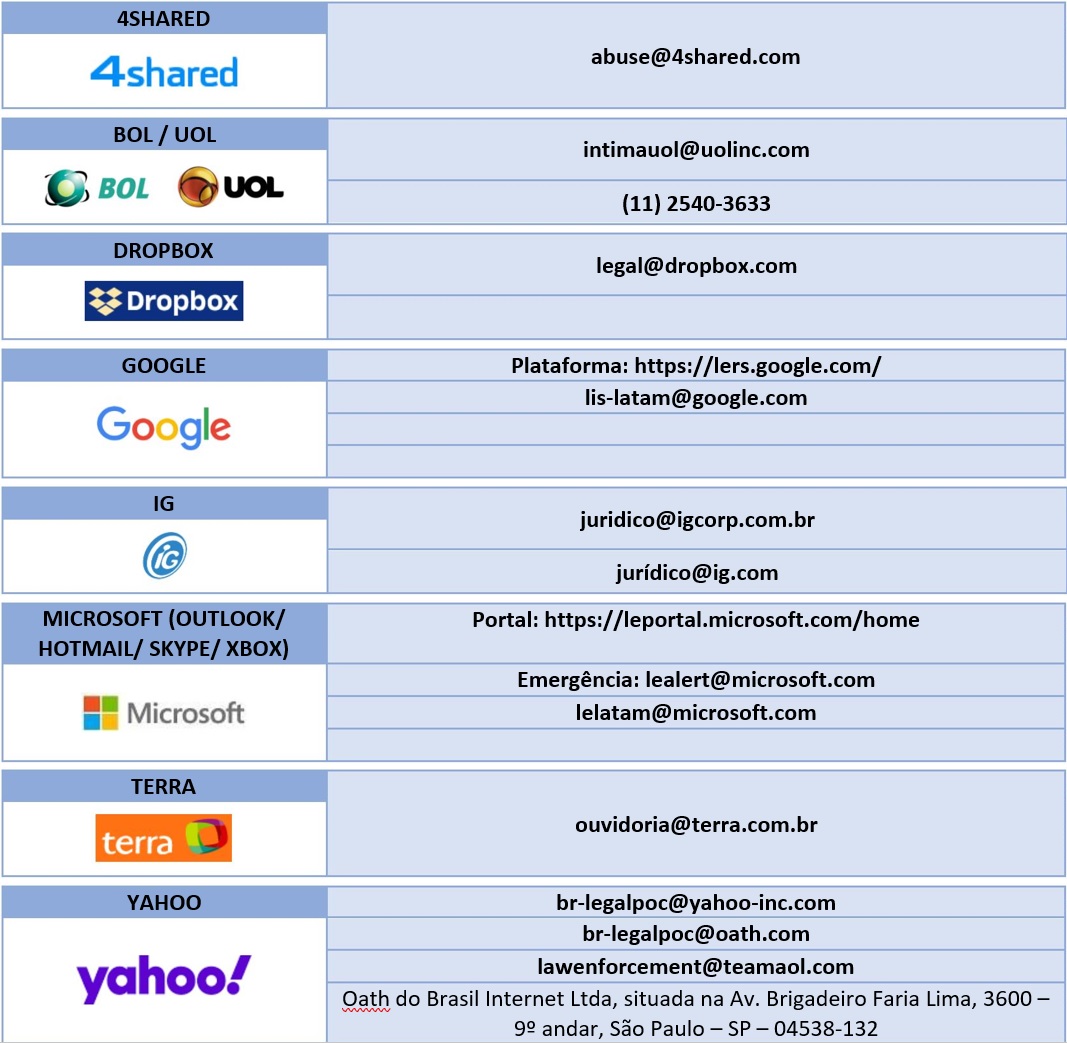 4SHARED
4shared
abuse@4shared.com
BOL / UOL
BOL UOL
intimauol@uolinc.com
(11) 2540-3633
DROPBOX
Dropbox
legal@dropbox.com
GOOGLE
Google
Plataforma: https://lers.google.com/
lis-latam@google.com
IG
iG
juridico@igcorp.com.br
jurídico@ig.com
MICROSOFT (OUTLOOK/
HOTMAIL/ SKYPE/ XBOX)
Microsoft
Portal: https://leportal.microsoft.com/home
Emergência: lealert@microsoft.com
lelatam@microsoft.com
TERRA
terra
ouvidoria@terra.com.br
YAHOO
yahoo!
br-legalpoc@yahoo-inc.com
br-legalpoc@oath.com
lawenforcement@teamaol.com
Oath do Brasil Internet Ltda, situada na Av. Brigadeiro Faria Lima, 3600 –
9º andar, São Paulo – SP – 04538-132